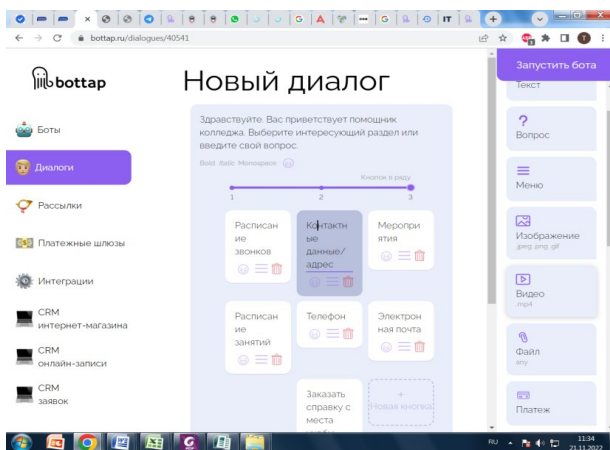 bottap.ru/dialogues/40541
bottap
Боты
Диалоги
Рассылки
Платежные шлюзы
Интеграции
CRM
интернет-магазина
CRM
онлайн-записи
CRM
заявок
Новый диалог
Здравствуйте. Вас приветствует помощник
колледжа. Выберите интересующий раздел или
введите свой вопрос.
Bold Italic Monospace
Кнопок в ряду
1 2 3
Расписан
ие
звонков
Контактн
ые
данные/
адрес
Меропри
ятия
Расписан
ие
занятий
Телефон
Электрон
ная почта
Заказать
справку с
места
+
Новая кнопка
Запустить бота
Текст
Вопрос
Меню
Изображение
jpeg png gif
Видео
mp4
Файл
any
Платеж
RU
11:34
21.11.2022